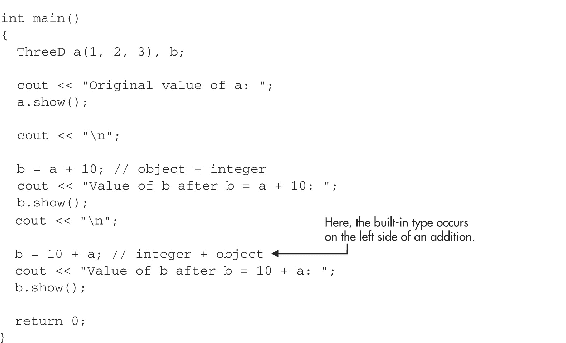 int main()
{
ThreeD a(1, 2, 3), b;
cout << "Original value of a: ";
a.show();
cout << "\n";
b = a + 10; // object - integer
cout << "Value of b after b = a + 10: ";
b.show();
cout << "\n";
Here, the built-in type occurs
on the left side of an addition.
b = 10 + a; // integer + object
cout << "Value of b after b = 10 + a: ";
b.show();
return 0;
}